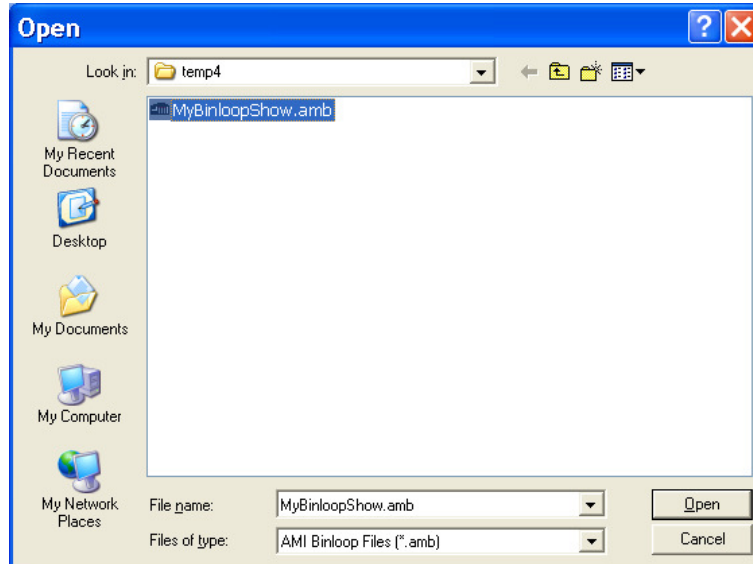 Open
Look in: temp4
MyBinloopShow.amb
My Recent
Documents
Desktop
My Documents
My Computer
My Network
Places
File name: MyBinloopShow.amb Open
Files of type: AMI Binloop Files (*.amb) Cancel